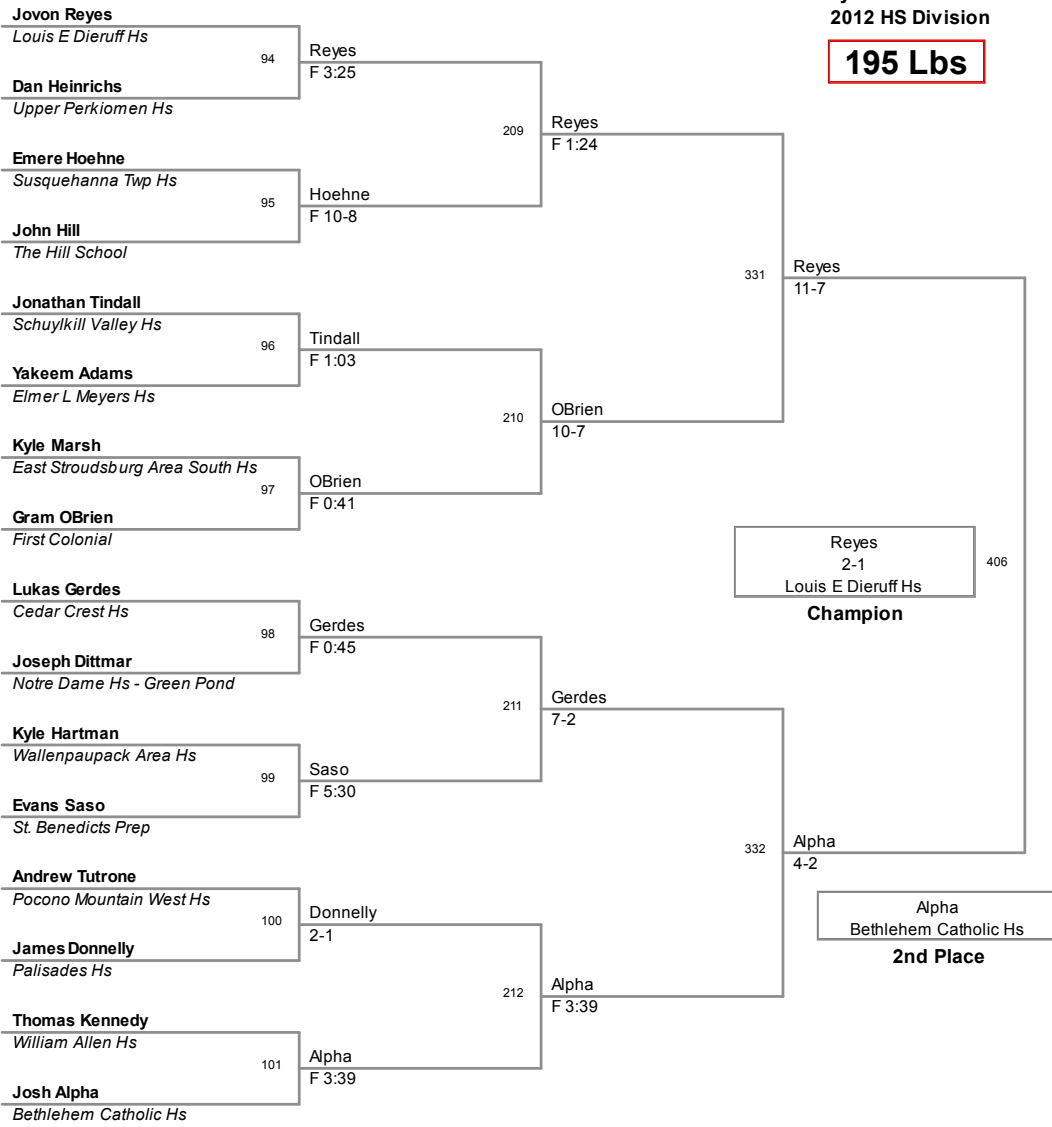 2012 HS Division
195 Lbs
Jovon Reyes
Louis E Dieruff Hs
94
Reyes
F 3:25
Dan Heinrichs
Upper Perkiomen Hs
209
Reyes
F 1:24
Emere Hoehne
Susquehanna Twp Hs
95
Hoehne
F 10-8
John Hill
The Hill School
331
Reyes
11-7
Jonathan Tindall
Schuylkill Valley Hs
96
Tindall
F 1:03
Yakeem Adams
Elmer L Meyers Hs
210
OBrien
10-7
Kyle Marsh
East Stroudsburg Area South Hs
97
OBrien
F 0:41
Gram OBrien
First Colonial
Reyes
2-1
Louis E Dieruff Hs
406
Champion
Lukas Gerdes
Cedar Crest Hs
98
Gerdes
F 0:45
Joseph Dittmar
Notre Dame Hs - Green Pond
211
Gerdes
7-2
Kyle Hartman
Wallenpaupack Area Hs
99
Saso
F 5:30
Evans Saso
St. Benedicts Prep
332
Alpha
4-2
Andrew Tutrone
Pocono Mountain West Hs
100
Donnelly
2-1
Alpha
Bethlehem Catholic Hs
2nd Place
James Donnelly
Palisades Hs
212
Alpha
F 3:39
Thomas Kennedy
William Allen Hs
101
Alpha
F 3:39
Josh Alpha
Bethlehem Catholic Hs